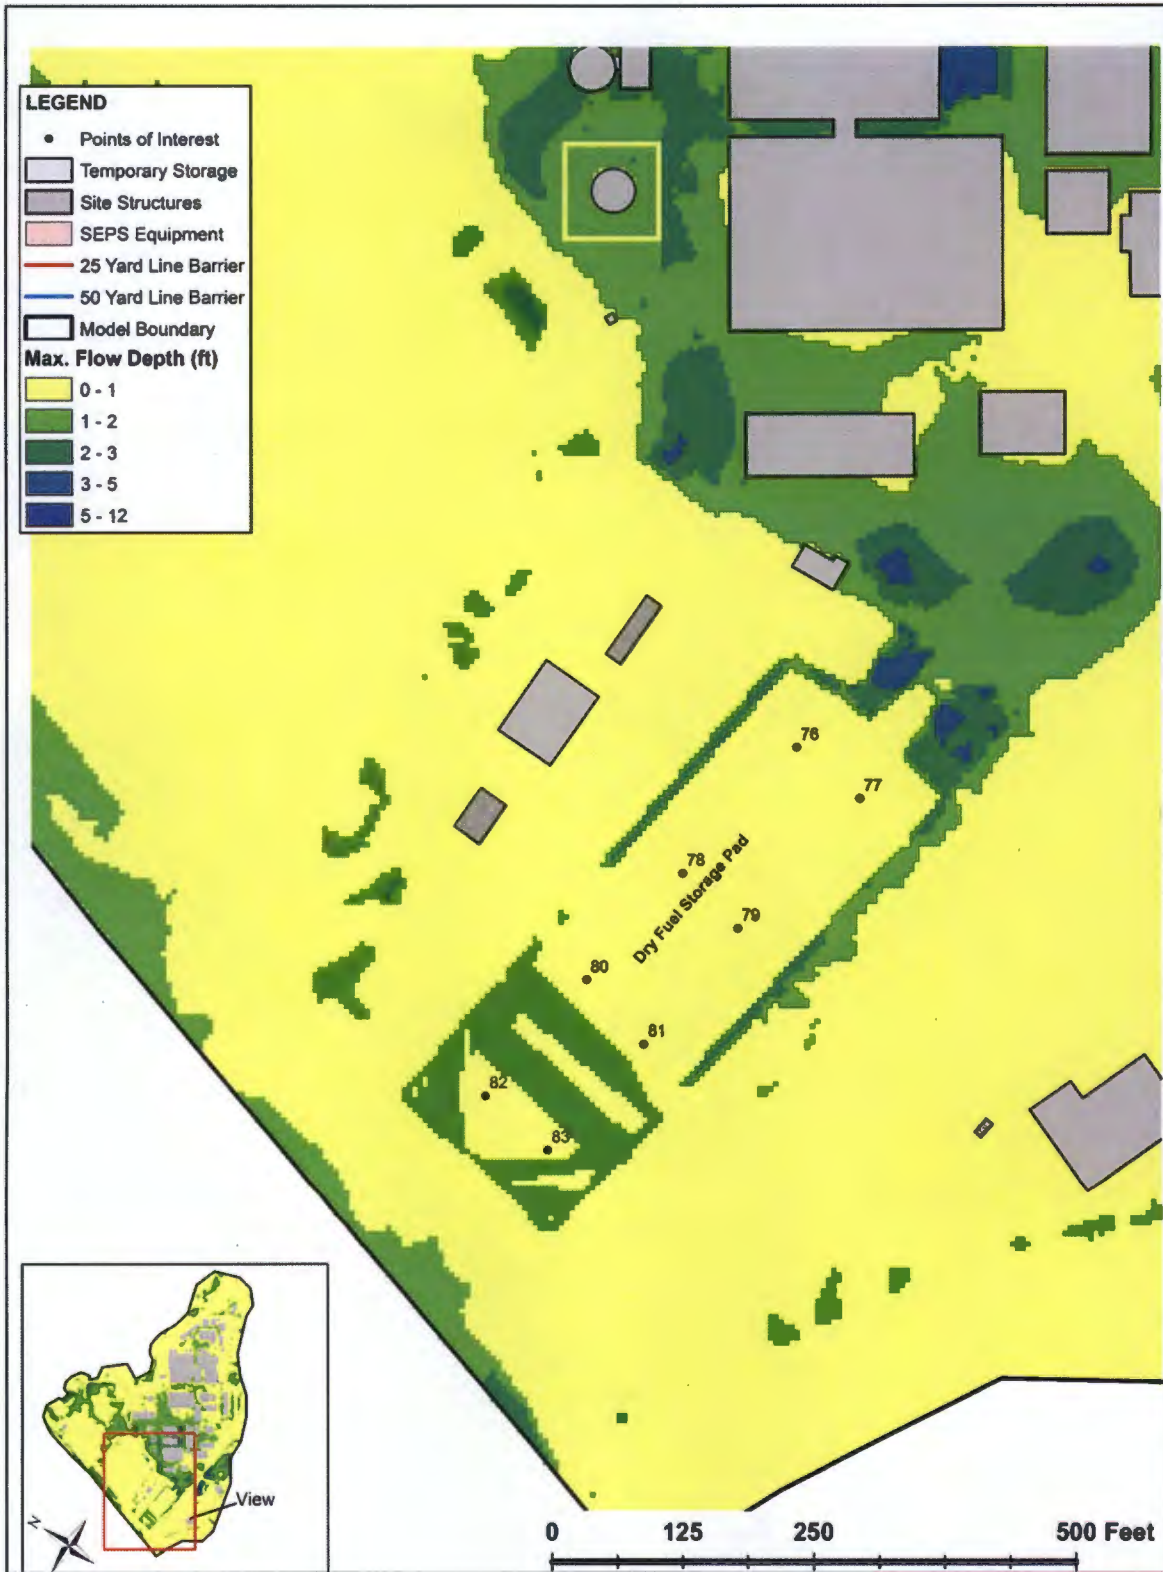 LEGEND
Points of Interest
Temporary Storage
Site Structures
SEPS Equipment
25 Yard Line Barrier
50 Yard Line Barrier
Model Boundary
Max. Flow Depth (ft)
0 - 1
1 - 2
2 - 3
3 - 5
5 - 12
76
77
78
79
Dry Fuel Storage Pad
80
81
82
83
View
N
0 125 250 500 Feet